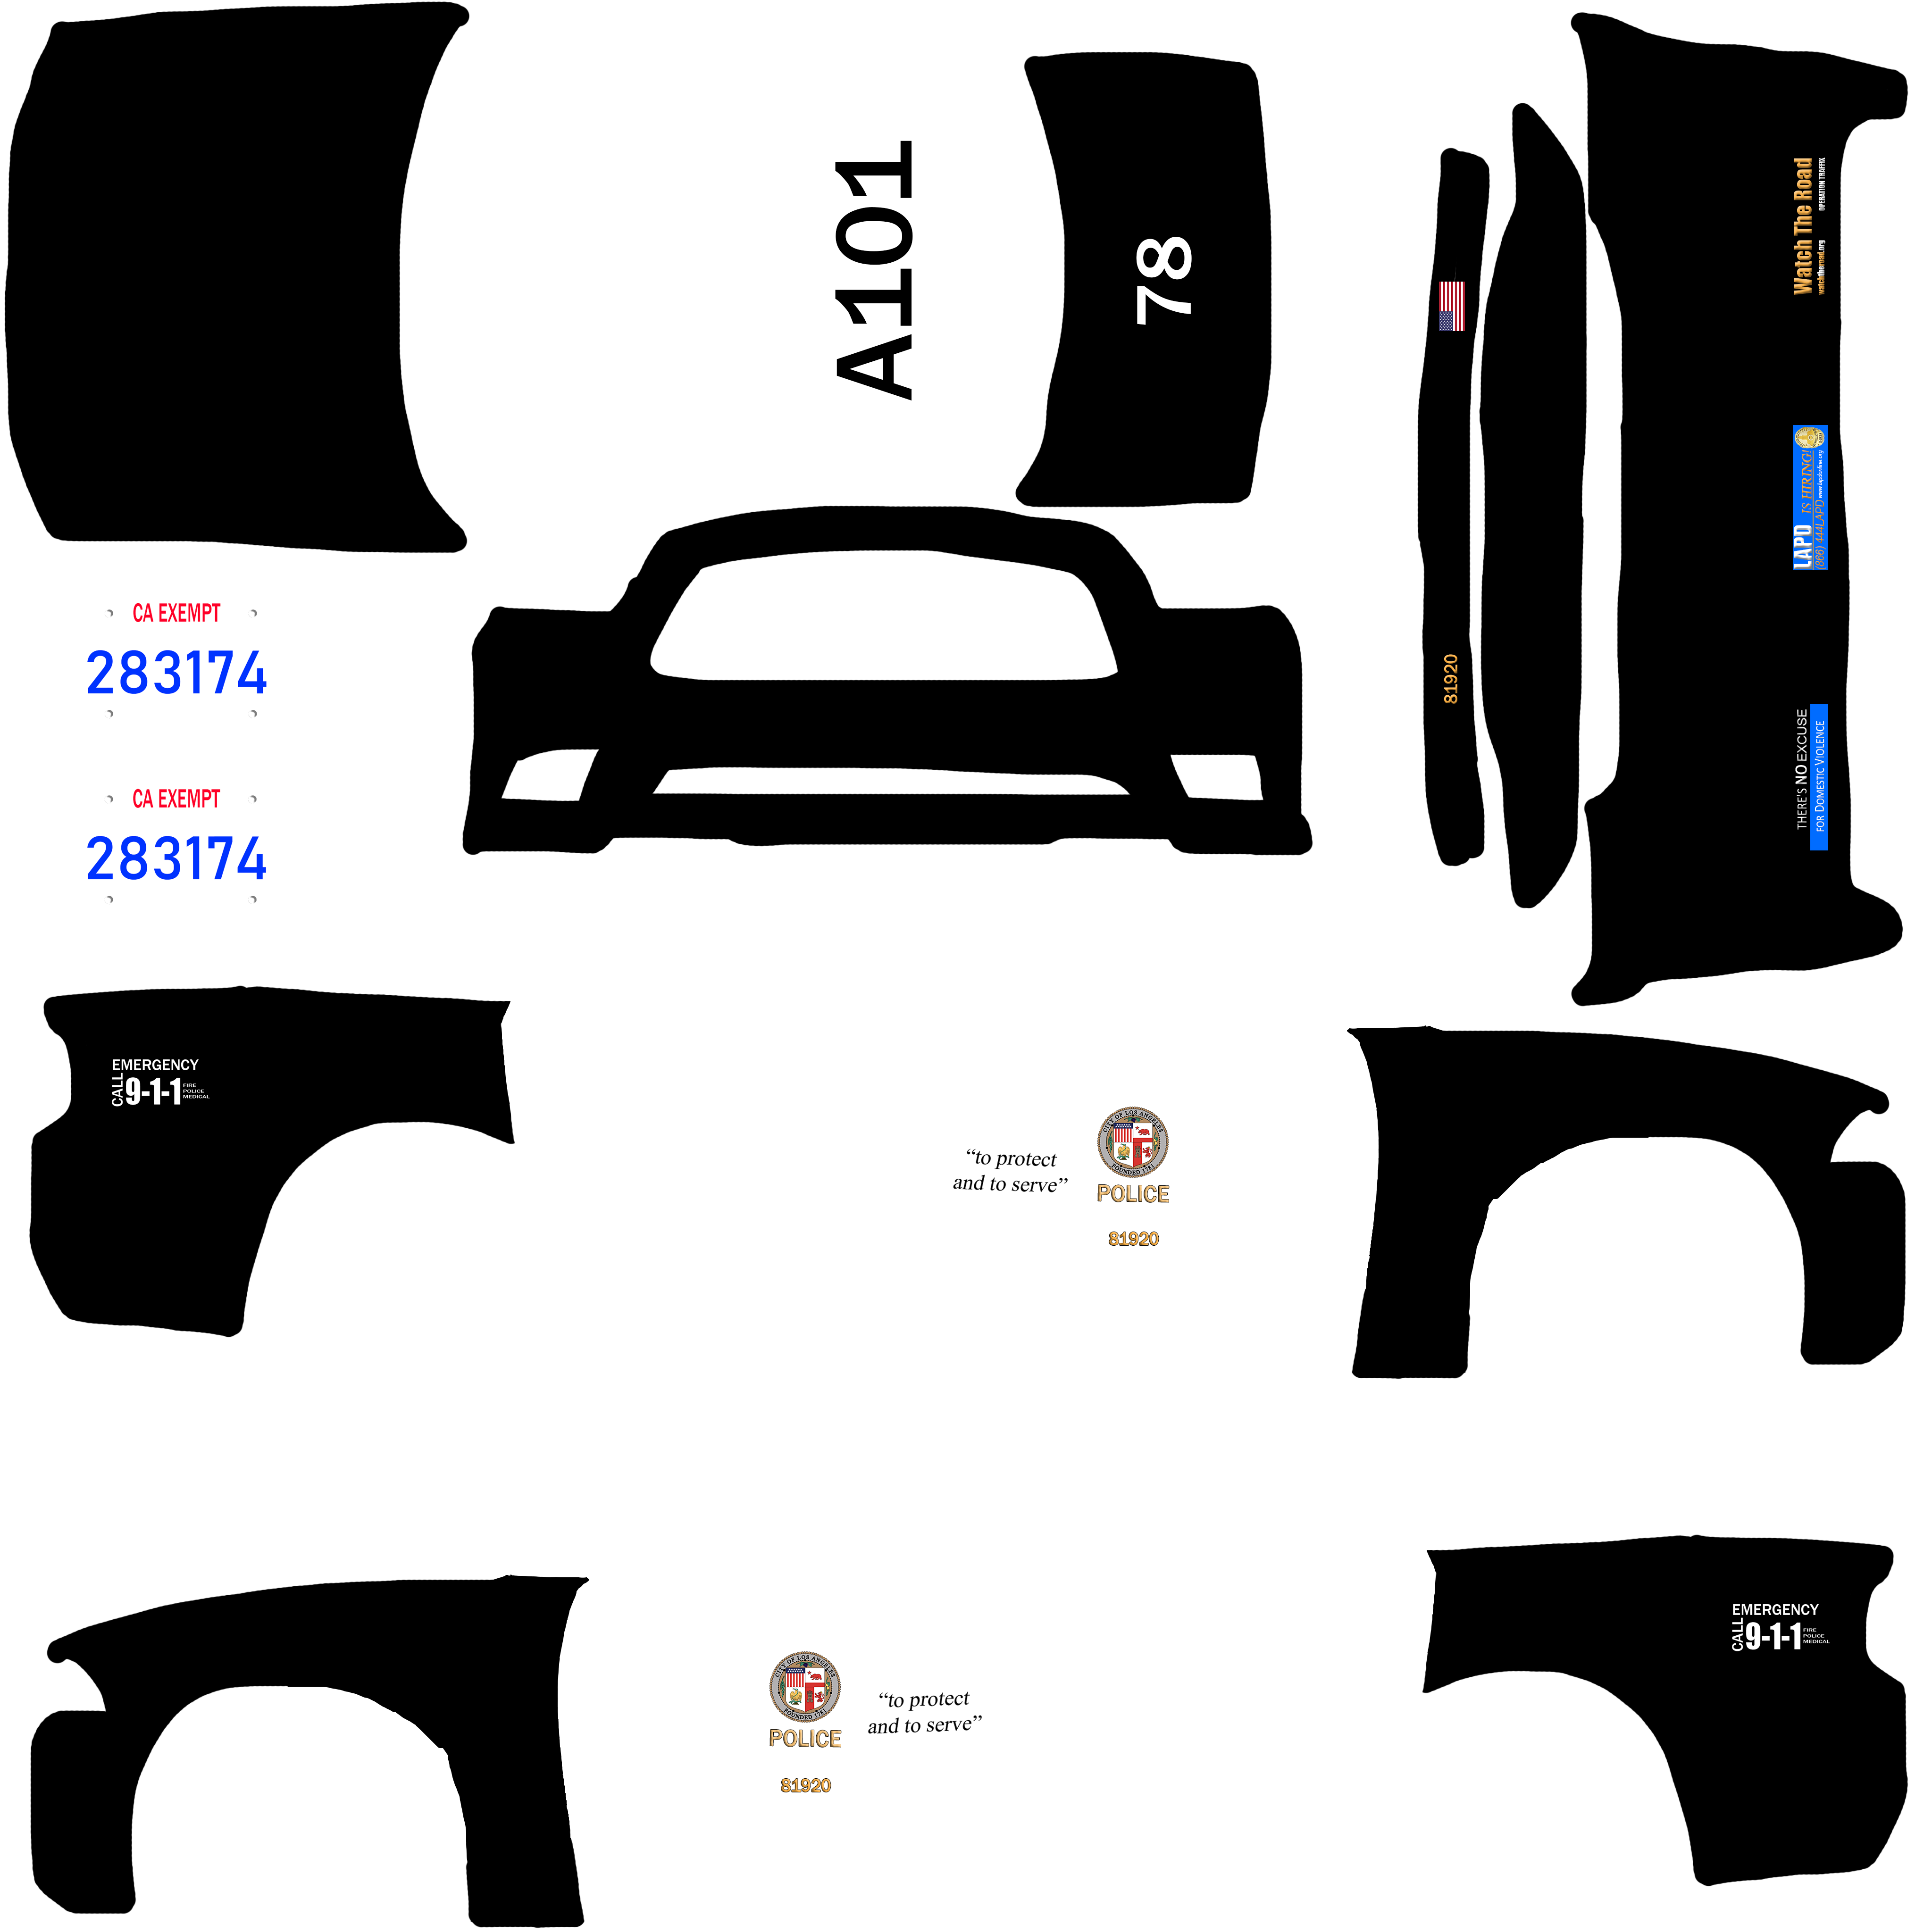 A101
78
Watch The Road
watchtheroad.org
OPERATION TRAFFIX
LAPD IS HIRING!
(866) 444LAPD www.lapdonline.org
THERE'S NO EXCUSE
FOR DOMESTIC VIOLENCE
81920
CA EXEMPT
283174
CA EXEMPT
283174
EMERGENCY
CALL
9-1-1
FIRE
POLICE
MEDICAL
“to protect
and to serve”
CITY OF LOS ANGELES
FOUNDED 1781
POLICE
81920
EMERGENCY
CALL
9-1-1
FIRE
POLICE
MEDICAL
CITY OF LOS ANGELES
FOUNDED 1781
POLICE
81920
“to protect
and to serve”